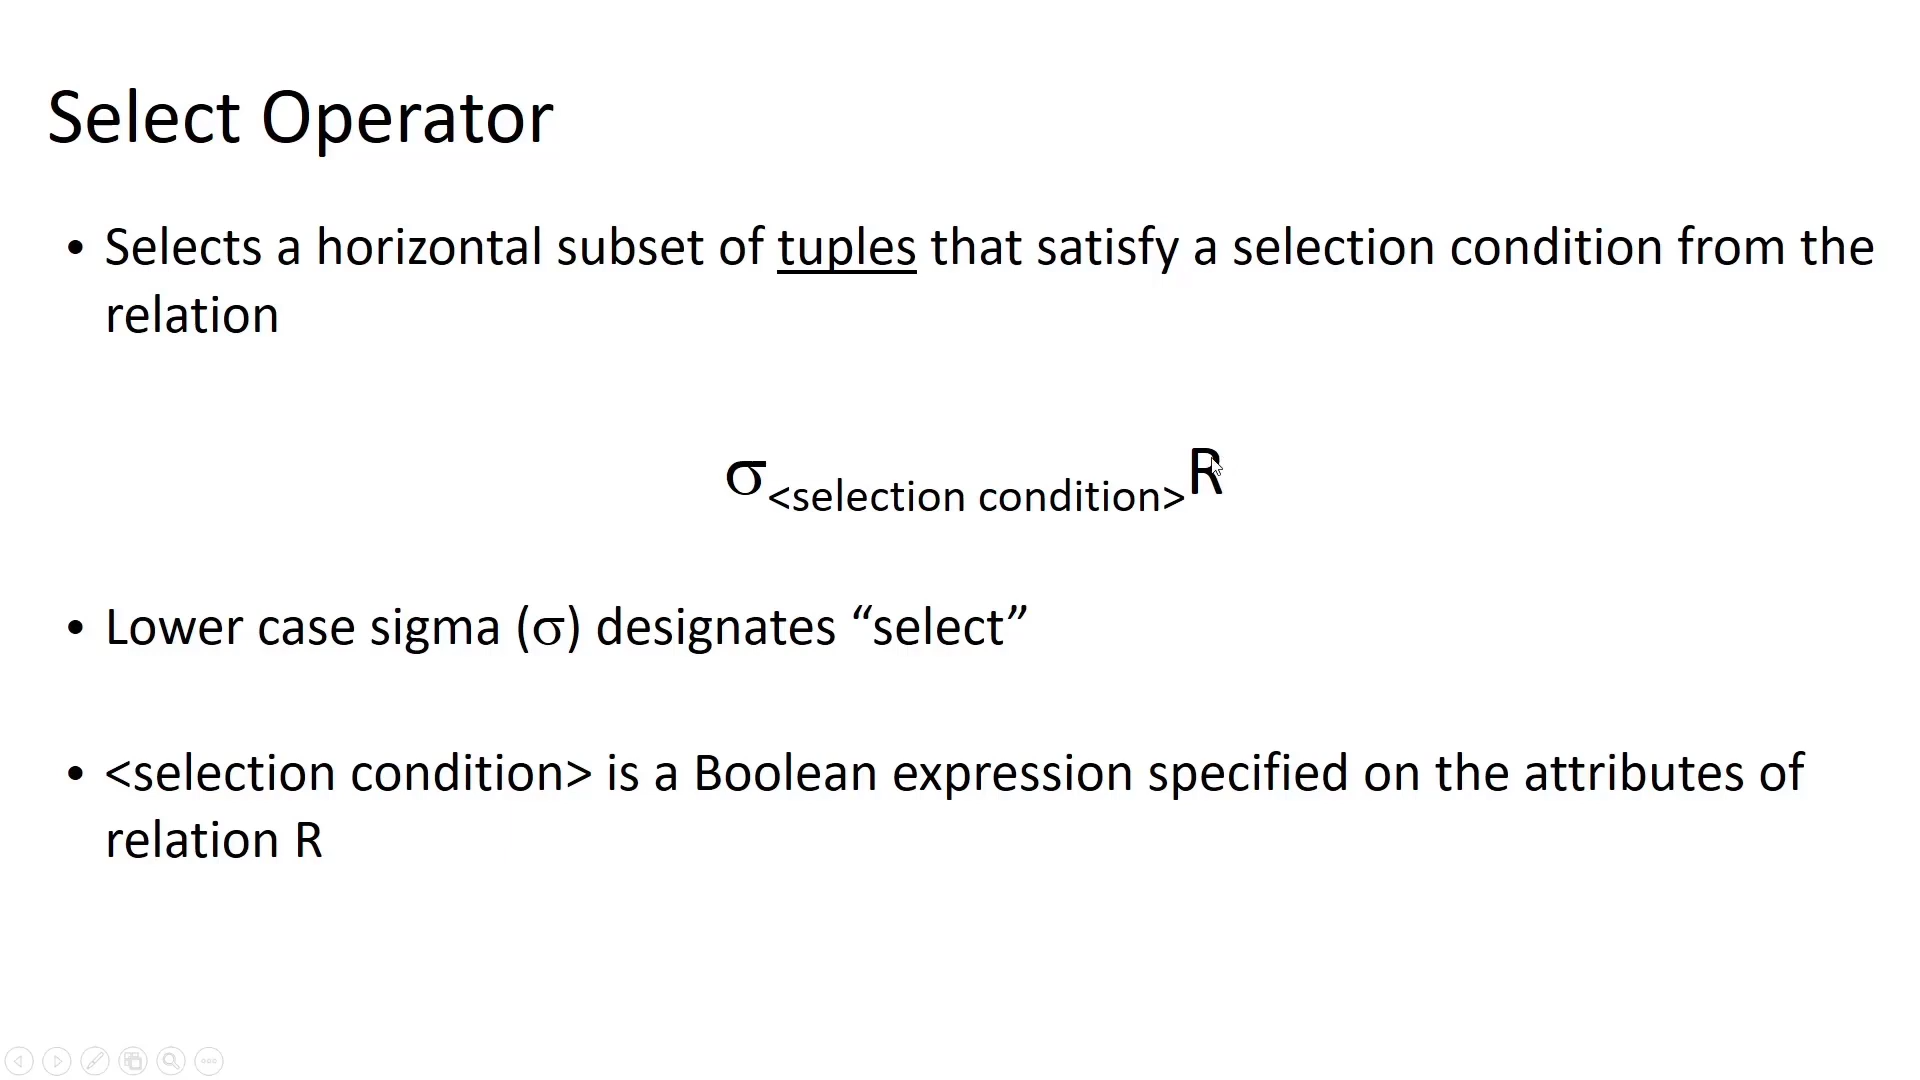 Select Operator
• Selects a horizontal subset of tuples that satisfy a selection condition from the
relation
σ<selection condition>R
• Lower case sigma (σ) designates “select”
• <selection condition> is a Boolean expression specified on the attributes of
relation R